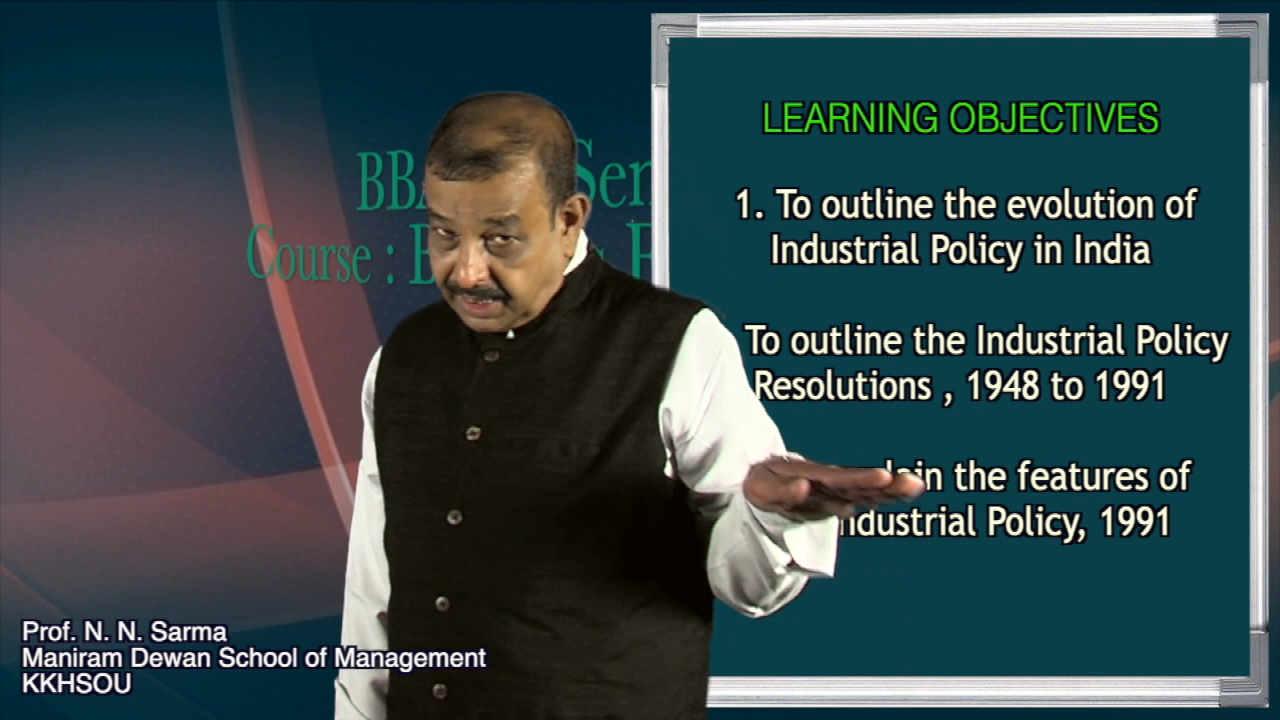 LEARNING OBJECTIVES
1. To outline the evolution of
Industrial Policy in India
To outline the Industrial Policy
Resolutions , 1948 to 1991
the features of
Industrial Policy, 1991
Course :
Prof. N. N. Sarma
Maniram Dewan School of Management
KKHSOU